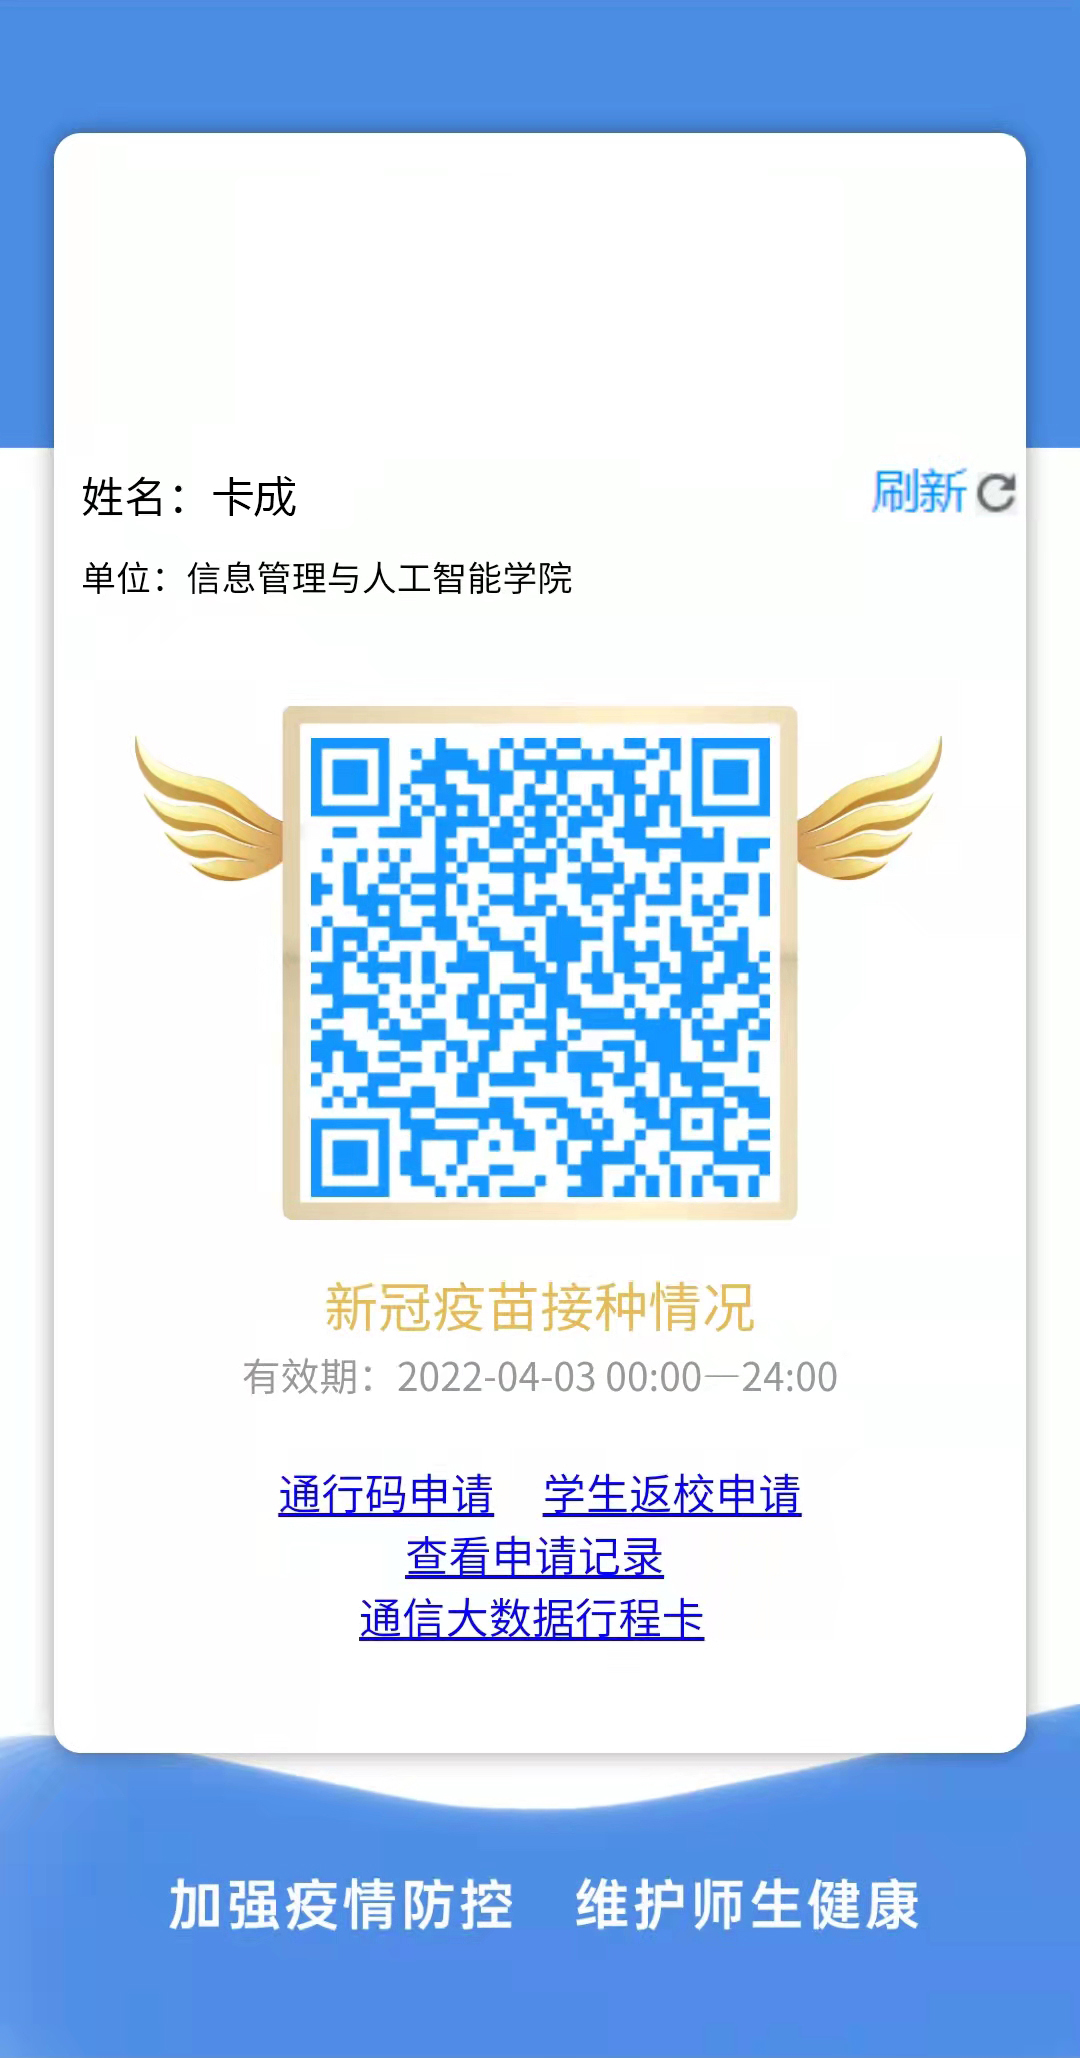 姓名：卡成
刷新
单位：信息管理与人工智能学院
新冠疫苗接种情况
有效期：2022-04-03 00:00—24:00
通行码申请 学生返校申请
查看申请记录
通信大数据行程卡
加强疫情防控 维护师生健康